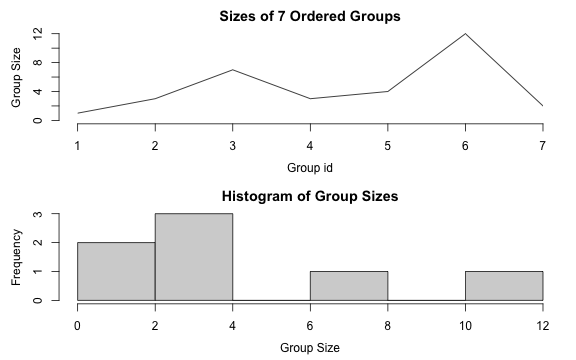 Sizes of 7 Ordered Groups
Group Size
12
8
4
0
1 2 3 4 5 6 7
Group id
Histogram of Group Sizes
Frequency
3
2
1
0
0 2 4 6 8 10 12
Group Size